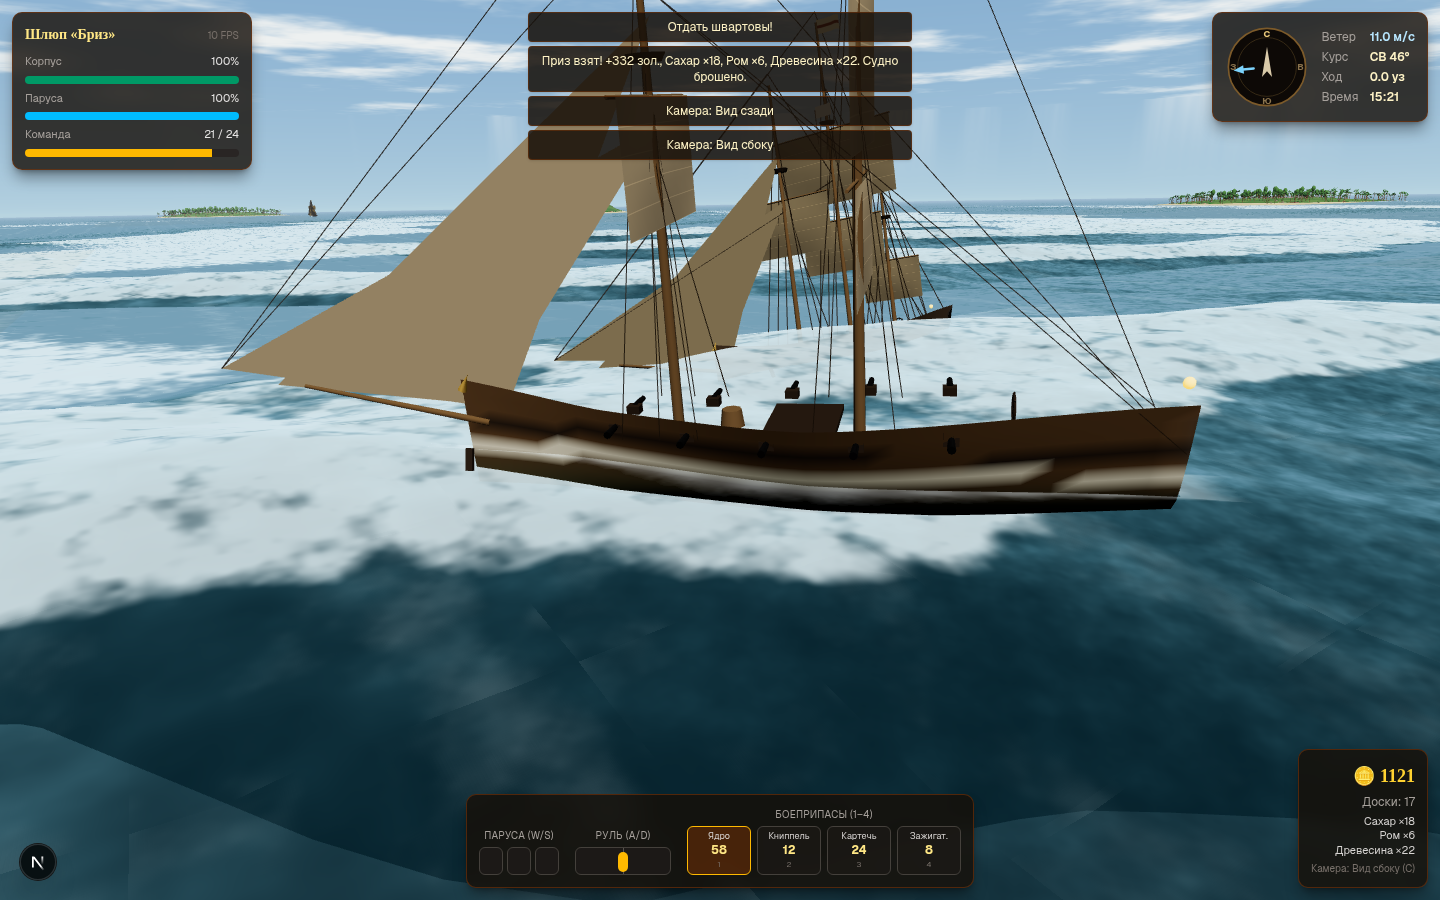 Шлюп «Бриз»
10 FPS
Корпус
100%
Паруса
100%
Команда
21 / 24
Отдать швартовы!
Приз взят! +332 зол., Сахар ×18, Ром ×6, Древесина ×22. Судно
брошено.
Камера: Вид сзади
Камера: Вид сбоку
С
З
В
Ю
Ветер
11.0 м/с
Курс
СВ 46°
Ход
0.0 уз
Время
15:21
ПАРУСА (W/S)
РУЛЬ (A/D)
БОЕПРИПАСЫ (1–4)
Ядро
58
1
Книппель
12
2
Картечь
24
3
Зажигат.
8
4
1121
Доски: 17
Сахар ×18
Ром ×6
Древесина ×22
Камера: Вид сбоку (C)
N